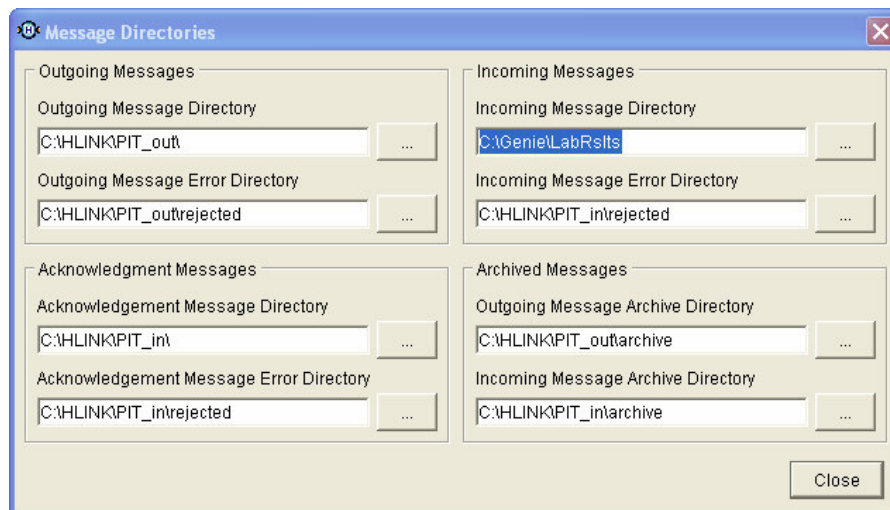 Message Directories
Outgoing Messages
Outgoing Message Directory
C:\HLINK\PIT_out\
...
Outgoing Message Error Directory
C:\HLINK\PIT_out\rejected
...
Incoming Messages
Incoming Message Directory
C:\Genie\LabRslts
...
Incoming Message Error Directory
C:\HLINK\PIT_in\rejected
...
Acknowledgment Messages
Acknowledgement Message Directory
C:\HLINK\PIT_in\
...
Acknowledgement Message Error Directory
C:\HLINK\PIT_in\rejected
...
Archived Messages
Outgoing Message Archive Directory
C:\HLINK\PIT_out\archive
...
Incoming Message Archive Directory
C:\HLINK\PIT_in\archive
...
Close